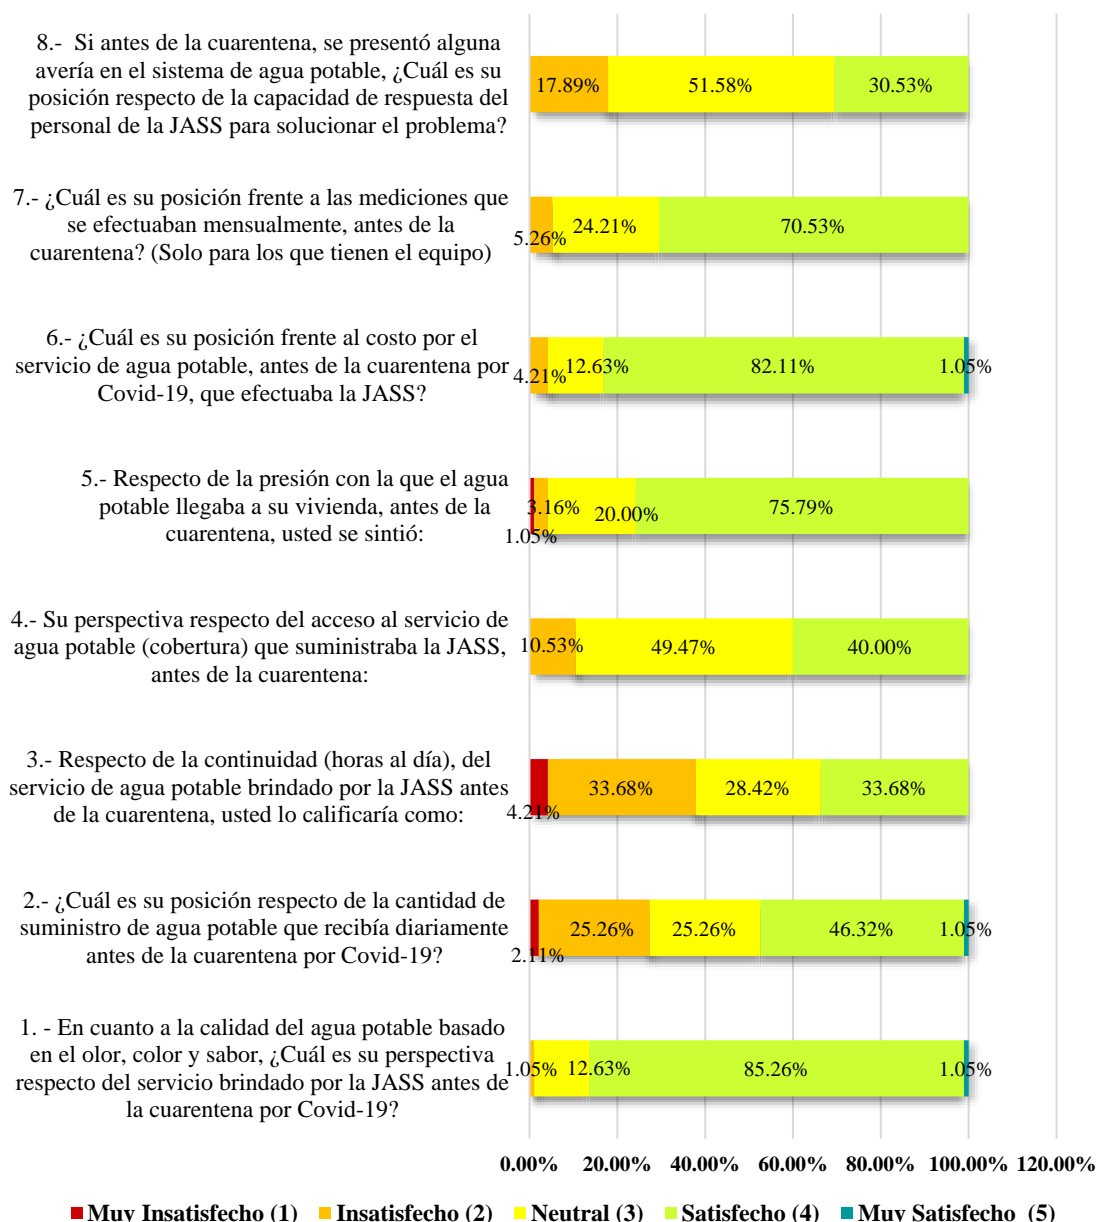 8.- Si antes de la cuarentena, se presentó alguna
avería en el sistema de agua potable, ¿Cuál es su
posición respecto de la capacidad de respuesta del
personal de la JASS para solucionar el problema?
17.89% 51.58% 30.53%
7.- ¿Cuál es su posición frente a las mediciones que
se efectuaban mensualmente, antes de la
cuarentena? (Solo para los que tienen el equipo)
5.26% 24.21% 70.53%
6.- ¿Cuál es su posición frente al costo por el
servicio de agua potable, antes de la cuarentena por
Covid-19, que efectuaba la JASS?
4.21% 12.63% 82.11% 1.05%
5.- Respecto de la presión con la que el agua
potable llegaba a su vivienda, antes de la
cuarentena, usted se sintió:
1.05% 3.16% 20.00% 75.79%
4.- Su perspectiva respecto del acceso al servicio de
agua potable (cobertura) que suministraba la JASS,
antes de la cuarentena:
10.53% 49.47% 40.00%
3.- Respecto de la continuidad (horas al día), del
servicio de agua potable brindado por la JASS antes
de la cuarentena, usted lo calificaría como:
4.21% 33.68% 28.42% 33.68%
2.- ¿Cuál es su posición respecto de la cantidad de
suministro de agua potable que recibía diariamente
antes de la cuarentena por Covid-19?
2.11% 25.26% 25.26% 46.32% 1.05%
1. - En cuanto a la calidad del agua potable basado
en el olor, color y sabor, ¿Cuál es su perspectiva
respecto del servicio brindado por la JASS antes de
la cuarentena por Covid-19?
1.05% 12.63% 85.26% 1.05%
0.00% 20.00% 40.00% 60.00% 80.00% 100.00% 120.00%
Muy Insatisfecho (1) Insatisfecho (2) Neutral (3) Satisfecho (4) Muy Satisfecho (5)